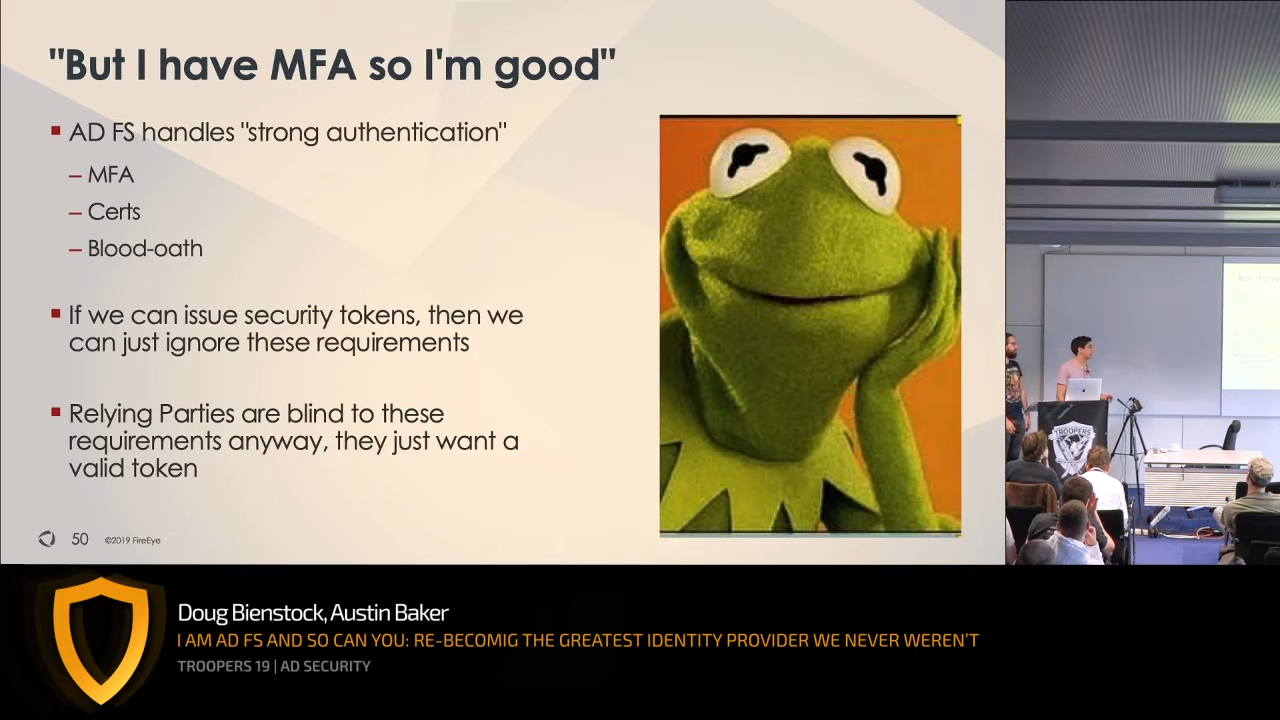 "But I have MFA so I'm good"
▪ AD FS handles "strong authentication"
– MFA
– Certs
– Blood-oath
▪ If we can issue security tokens, then we
can just ignore these requirements
▪ Relying Parties are blind to these
requirements anyway, they just want a
valid token
50 ©2019 FireEye
TROOPERS
Doug Bienstock, Austin Baker
I AM AD FS AND SO CAN YOU: RE-BECOMIG THE GREATEST IDENTITY PROVIDER WE NEVER WEREN'T
TROOPERS 19 | AD SECURITY